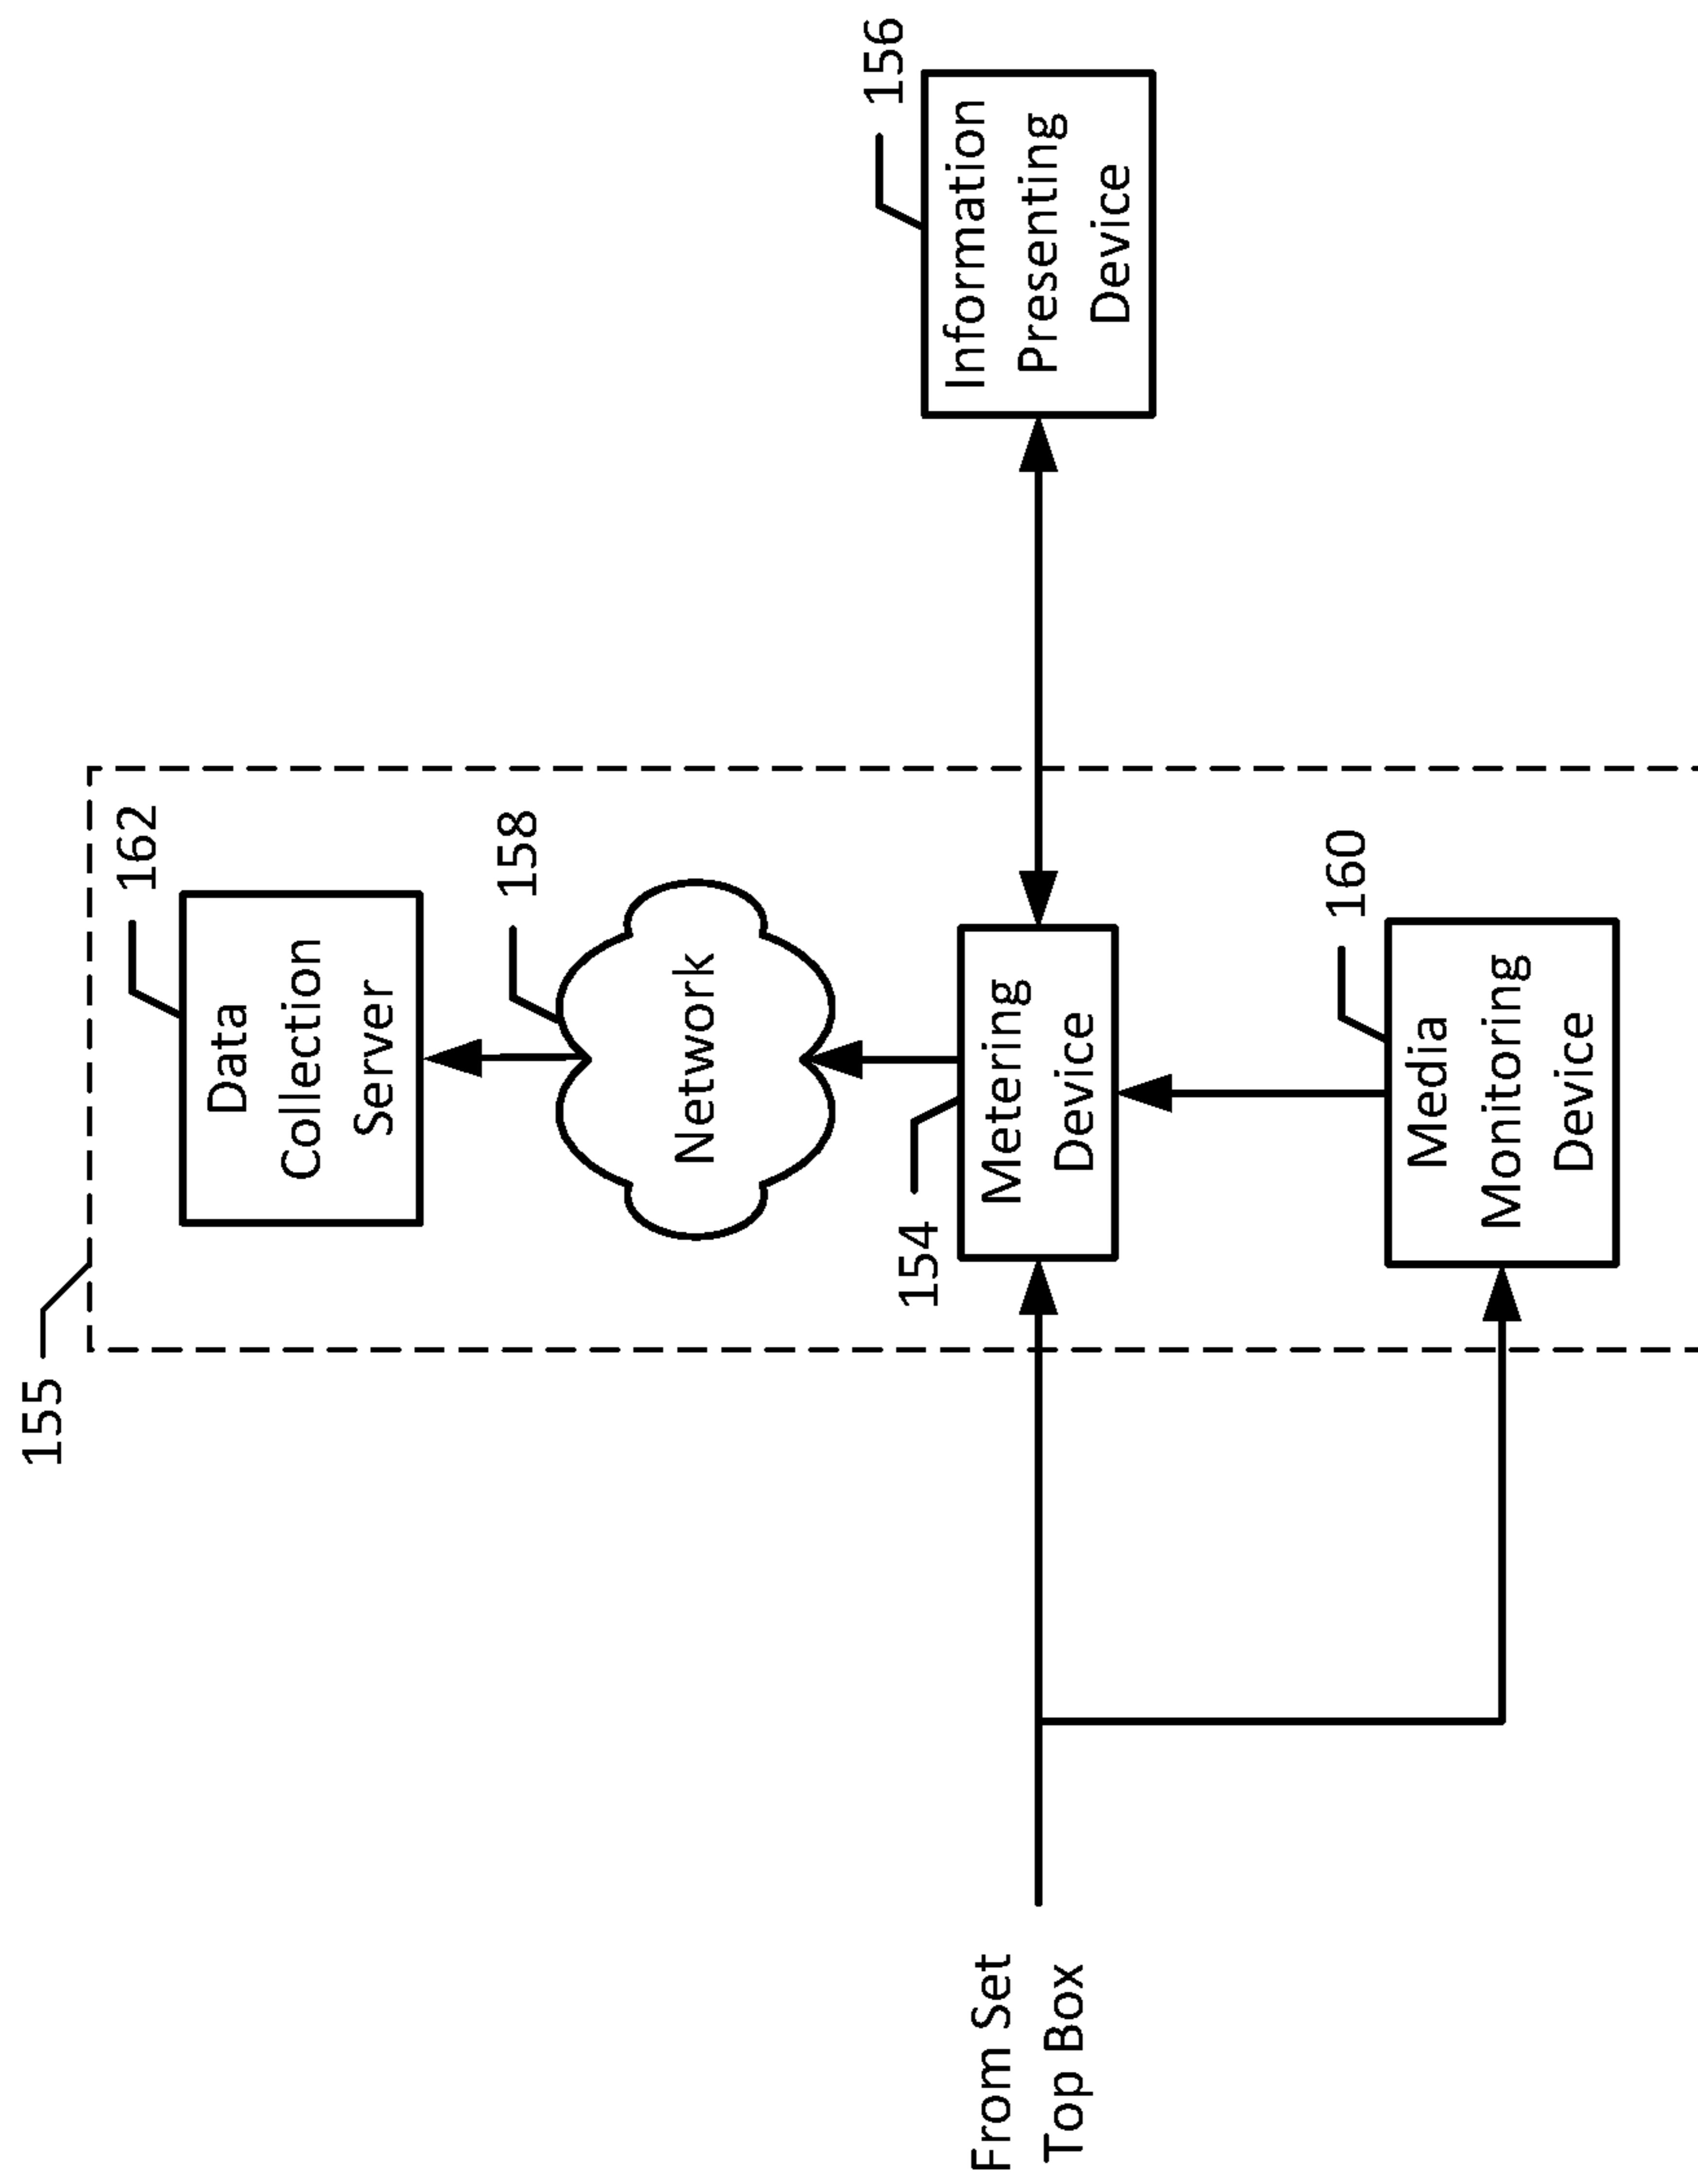 155
162
Data
Collection
Server
158
Network
154
Metering
Device
156
Information
Presenting
Device
From Set
Top Box
160
Media
Monitoring
Device